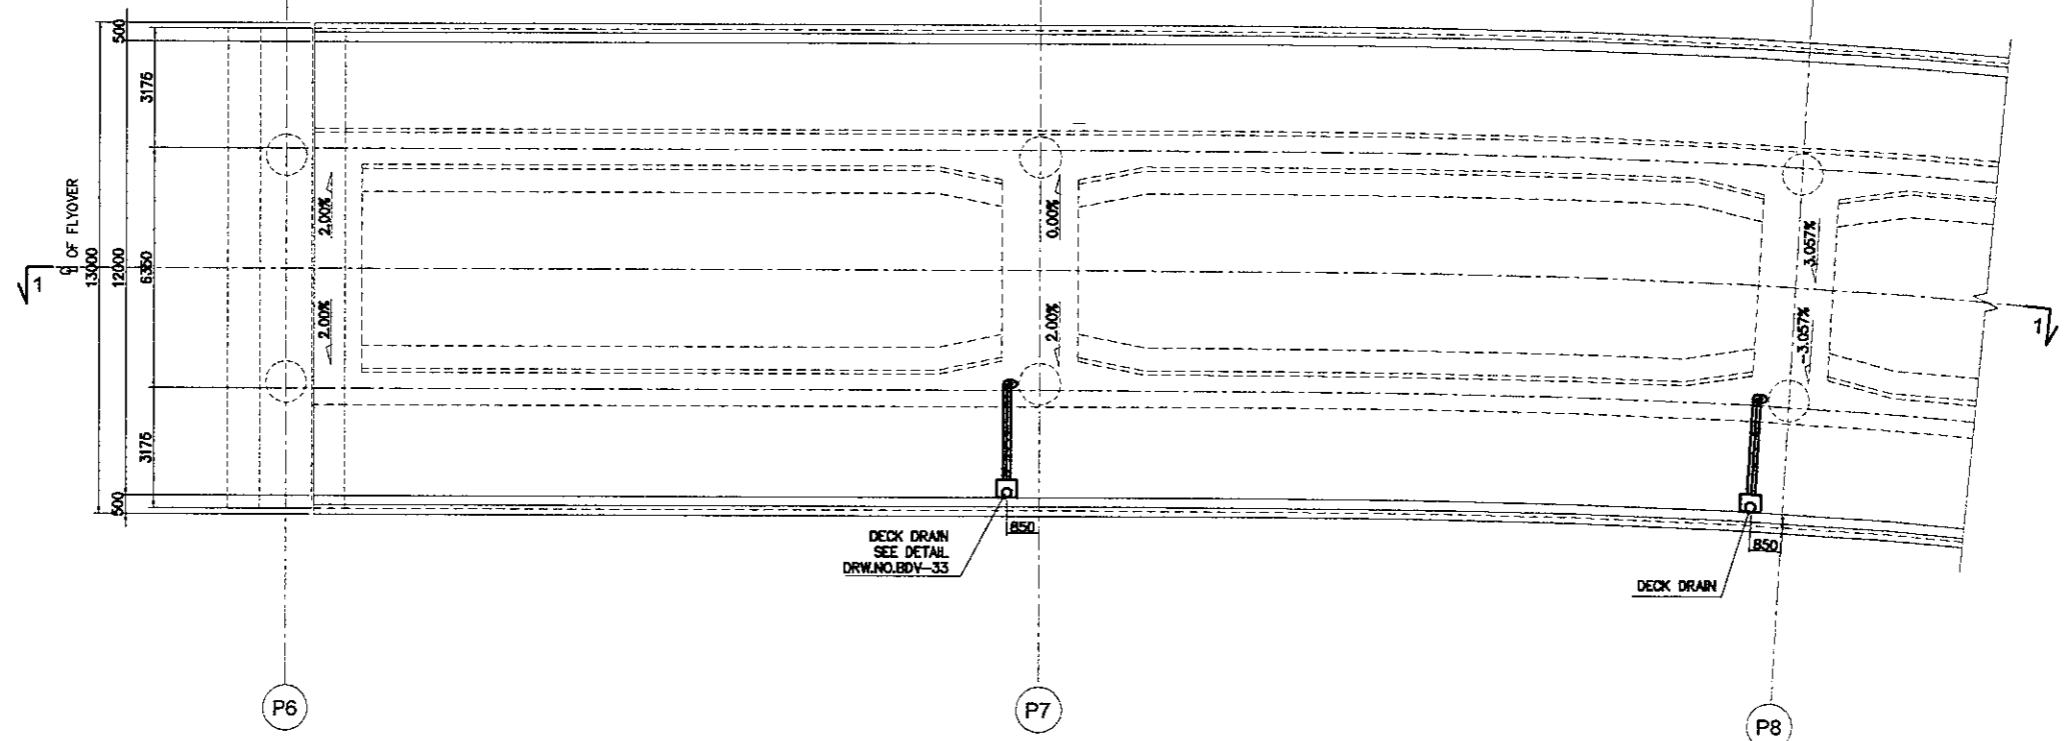 500
3175
℄ OF FLYOVER
13000
12000
6350
3175
500
1
2.00%
2.00%
0.00%
2.00%
3.057%
-3.057%
1
850
DECK DRAIN
SEE DETAIL
DRW.NO.BDV-33
850
DECK DRAIN
P6
P7
P8